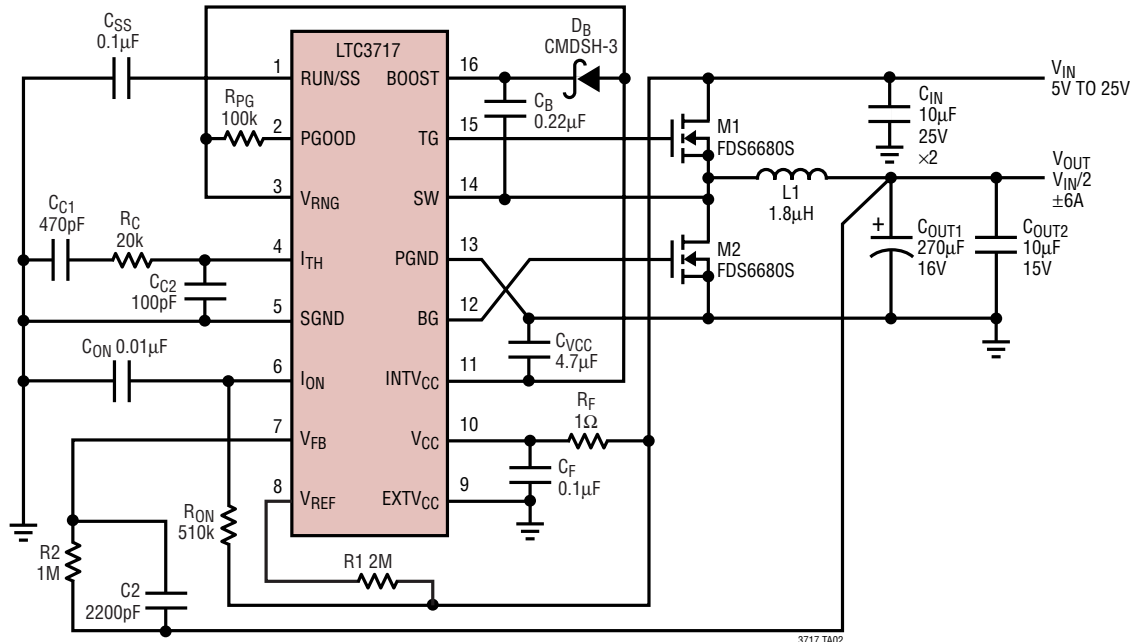 C_SS
0.1µF
D_B
CMDSH-3
LTC3717
1
RUN/SS
BOOST
16
R_PG
100k
C_B
0.22µF
2
PGOOD
TG
15
M1
FDS6680S
V_IN
5V TO 25V
C_IN
10µF
25V
×2
3
V_RNG
SW
14
L1
1.8µH
V_OUT
V_IN/2
±6A
C_C1
470pF
R_C
20k
4
I_TH
PGND
13
M2
FDS6680S
+
C_OUT1
270µF
16V
C_OUT2
10µF
15V
C_C2
100pF
5
SGND
BG
12
C_ON 0.01µF
C_VCC
4.7µF
6
I_ON
INTV_CC
11
R_F
1Ω
7
V_FB
V_CC
10
C_F
0.1µF
8
V_REF
EXTV_CC
9
R_ON
510k
R2
1M
R1 2M
C2
2200pF
3717 TA02